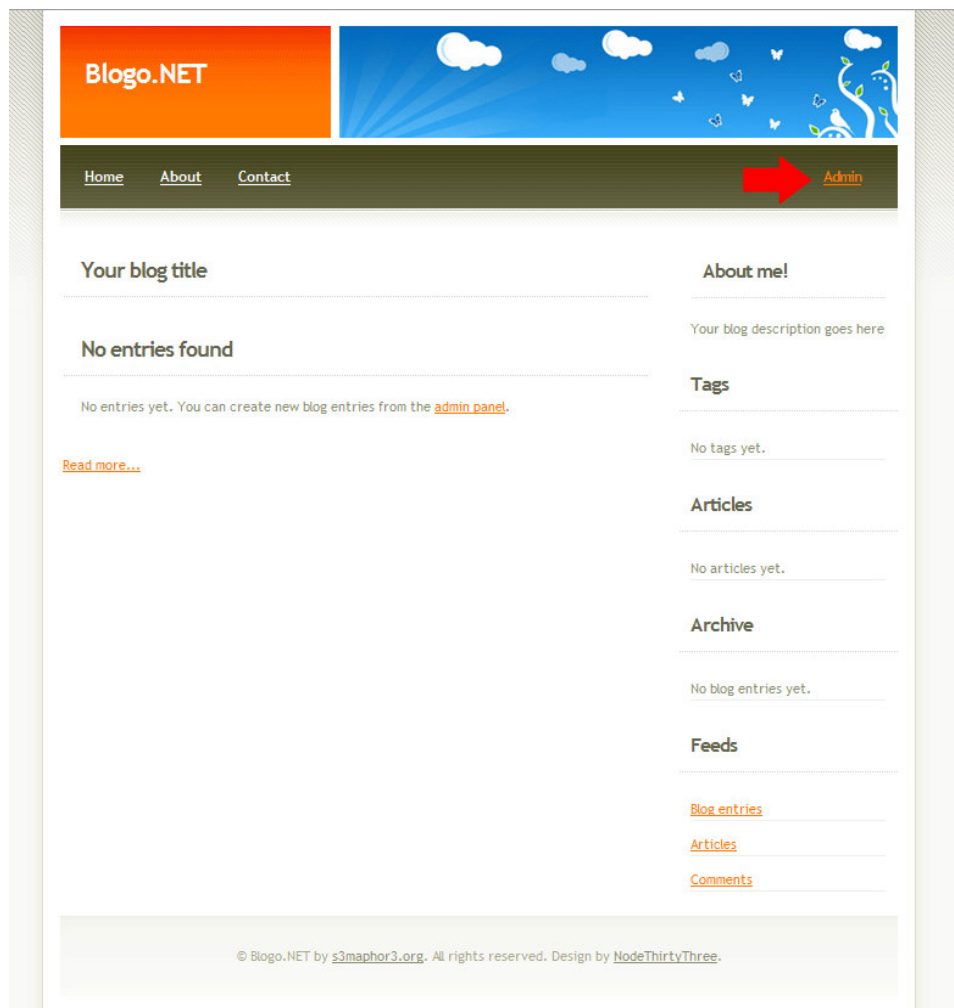 Blogo.NET
Home About Contact Admin
Your blog title
No entries found
No entries yet. You can create new blog entries from the admin panel.
Read more...
About me!
Your blog description goes here
Tags
No tags yet.
Articles
No articles yet.
Archive
No blog entries yet.
Feeds
Blog entries
Articles
Comments
© Blogo.NET by s3maphor3.org. All rights reserved. Design by NodeThirtyThree.